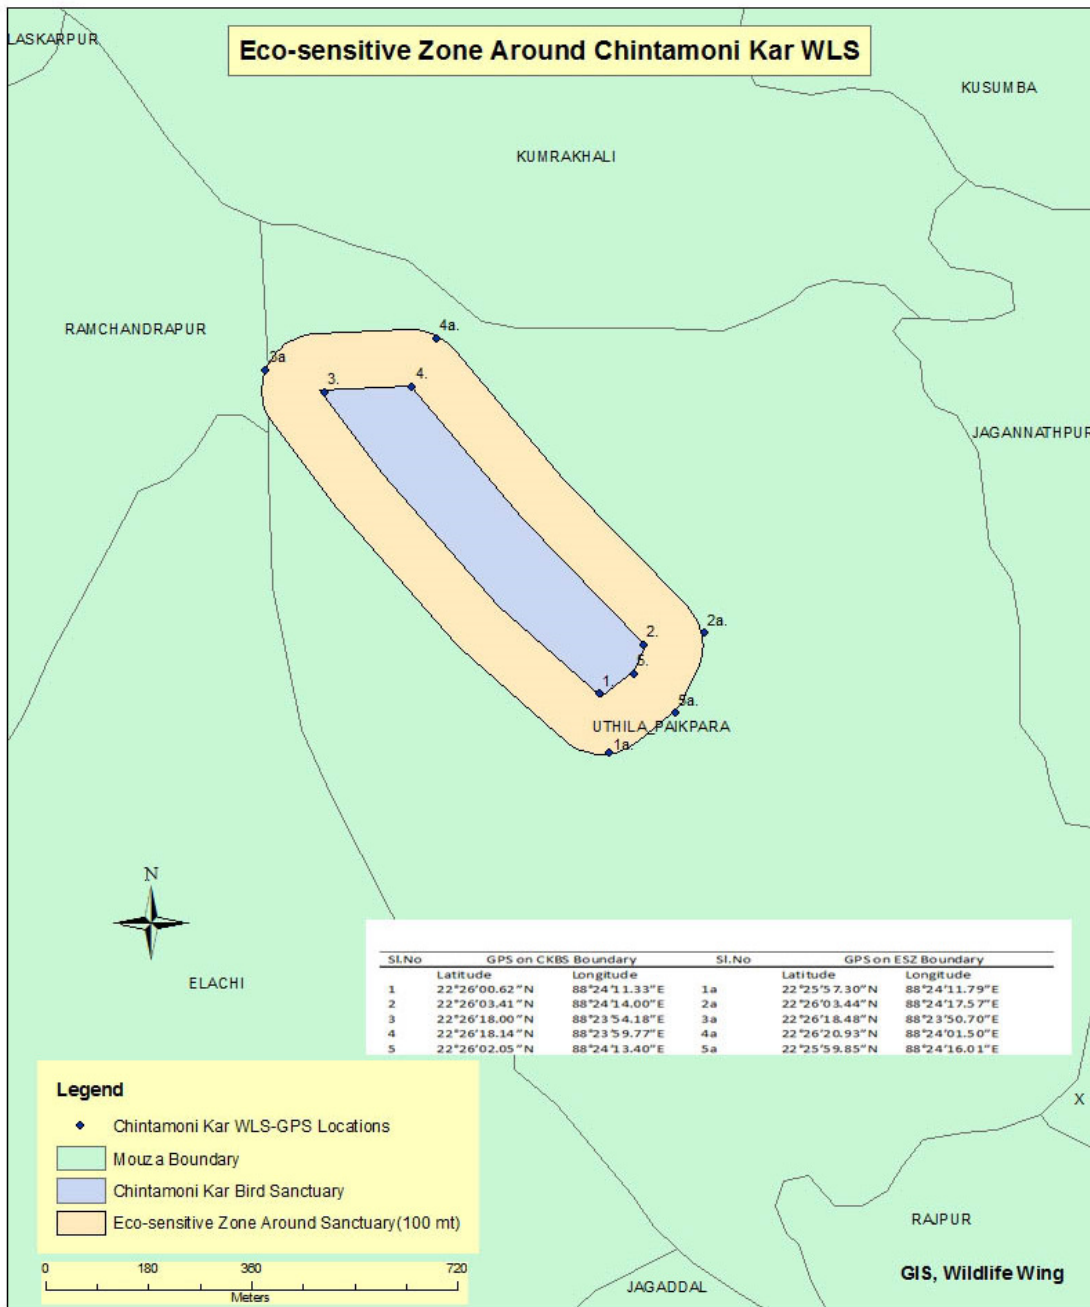 LASKARPUR
Eco-sensitive Zone Around Chintamoni Kar WLS
KUSUMBA
KUMRAKHALI
RAMCHANDRAPUR
4a.
3a
3.
4.
JAGANNATHPUR
2a.
2.
5.
1.
5a.
UTHILA_PAIKPARA
1a.
N
ELACHI
Sl.No GPS on CKBS Boundary Sl.No GPS on ESZ Boundary
Latitude Longitude Latitude Longitude
1 22°26'00.62"N 88°24'11.33"E 1a 22°25'57.30"N 88°24'11.79"E
2 22°26'03.41"N 88°24'14.00"E 2a 22°26'03.44"N 88°24'17.57"E
3 22°26'18.00"N 88°23'54.18"E 3a 22°26'18.48"N 88°23'50.70"E
4 22°26'18.14"N 88°23'59.77"E 4a 22°26'20.93"N 88°24'01.50"E
5 22°26'02.05"N 88°24'13.40"E 5a 22°25'59.85"N 88°24'16.01"E
Legend
Chintamoni Kar WLS-GPS Locations
Mouza Boundary
Chintamoni Kar Bird Sanctuary
Eco-sensitive Zone Around Sanctuary(100 mt)
X
RAJPUR
0 180 360 720
Meters
JAGADDAL
GIS, Wildlife Wing